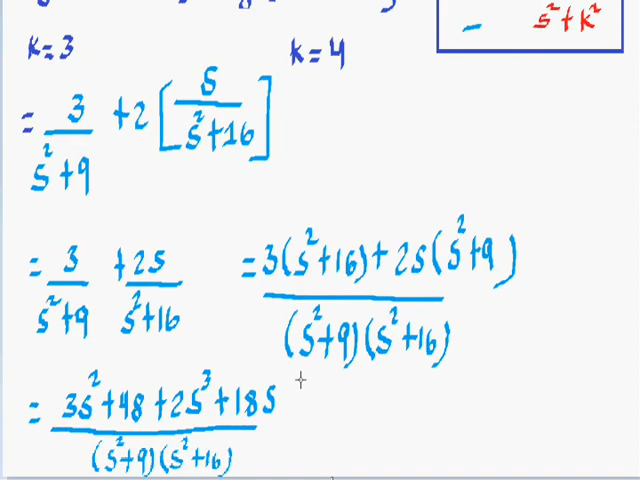 s²+k²
k=3 k=4
= 3/(s²+9) + 2[s/(s²+16)]
= 3/(s²+9) + 2s/(s²+16) = (3(s²+16)+2s(s²+9))/((s²+9)(s²+16))
= (3s²+48+2s³+18s)/((s²+9)(s²+16))